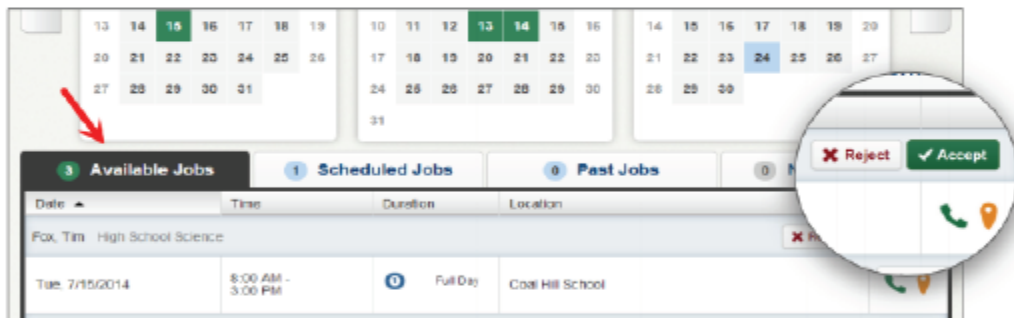 13 14 15 16 17 18 19 10 11 12 13 14 15 16 14 15 16 17 18 19 20
20 21 22 23 24 25 26 17 18 19 20 21 22 23 21 22 23 24 25 26 27
27 28 29 30 31 24 25 26 27 28 29 30 28 29 30
31
3 Available Jobs 1 Scheduled Jobs 0 Past Jobs 0
Reject Accept
Date Time Duration Location
Fox, Tim High School Science
Tue, 7/15/2014 8:00 AM - Full Day Coal Hill School
3:00 PM